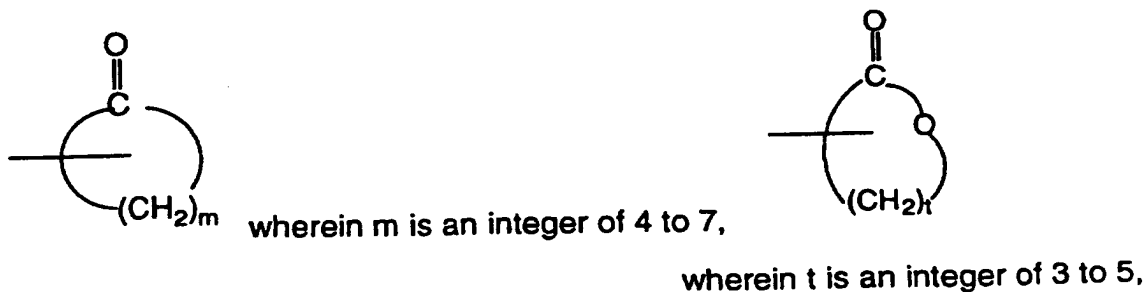 O
C
(CH2)m wherein m is an integer of 4 to 7,
O
C
O
(CH2)t
wherein t is an integer of 3 to 5,